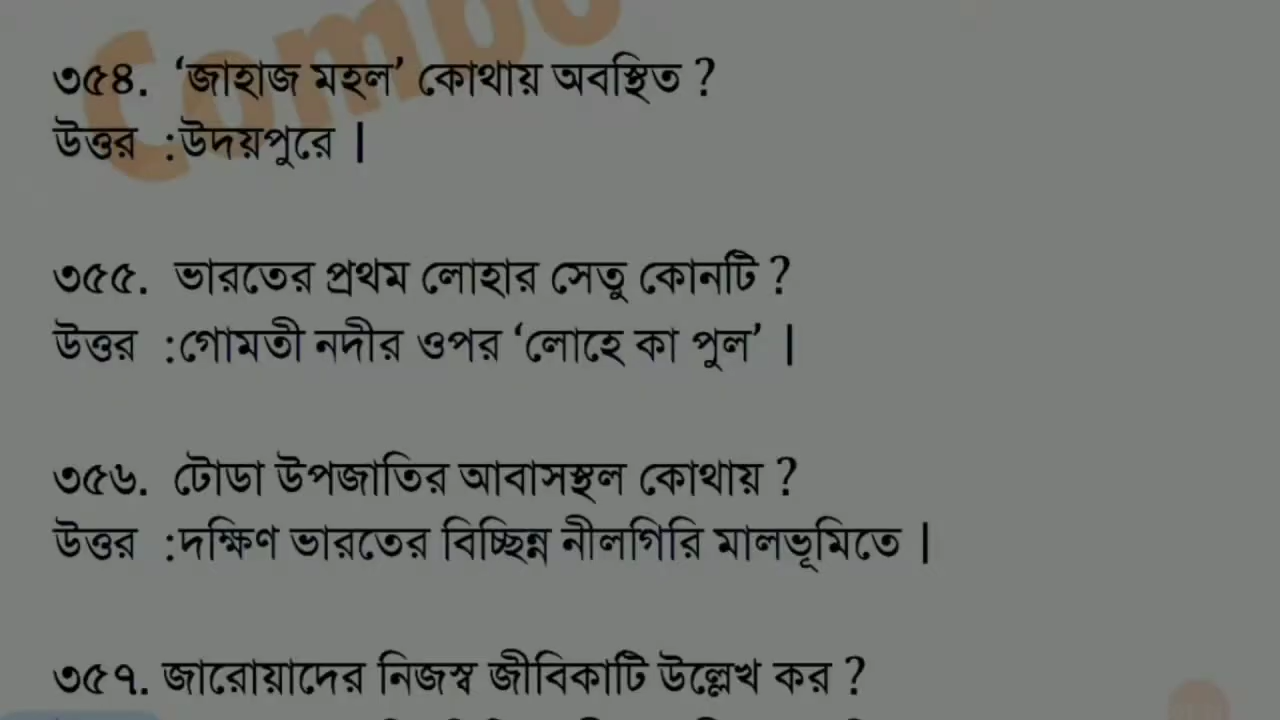 Combo
৩৫৪. ‘জাহাজ মহল’ কোথায় অবস্থিত ?
উত্তর :উদয়পুরে |
৩৫৫. ভারতের প্রথম লোহার সেতু কোনটি ?
উত্তর :গোমতী নদীর ওপর ‘লোহে কা পুল’ |
৩৫৬. টোডা উপজাতির আবাসস্থল কোথায় ?
উত্তর :দক্ষিণ ভারতের বিচ্ছিন্ন নীলগিরি মালভূমিতে |
৩৫৭. জারোয়াদের নিজস্ব জীবিকাটি উল্লেখ কর ?